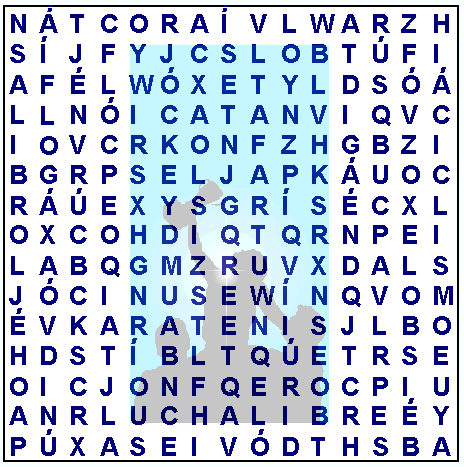 N Á T C O R A Í V L W A R Z H
S Í J F Y J C S L O B T Ú F I
A F É L W Ó X E T Y L D S Ó Á
L L N Ó I C A T A N V I Q V C
I O V C R K O N F Z H G B Z I
B G R P S E L J A P K Á U O C
R Á Ú E X Y S G R Í S É C X L
O X C O H D I Q T Q R N P E I
L A B Q G M Z R U V X D A L S
J Ó C I N U S E W Í N Q V O M
É V K A R A T E N I S J L B O
H D S T Í B L T Q Ú E T R S E
O I C J O N F Q E R O C P I U
A N R L U C H A L I B R E É Y
P Ú X A S E I V Ó D T H S B A